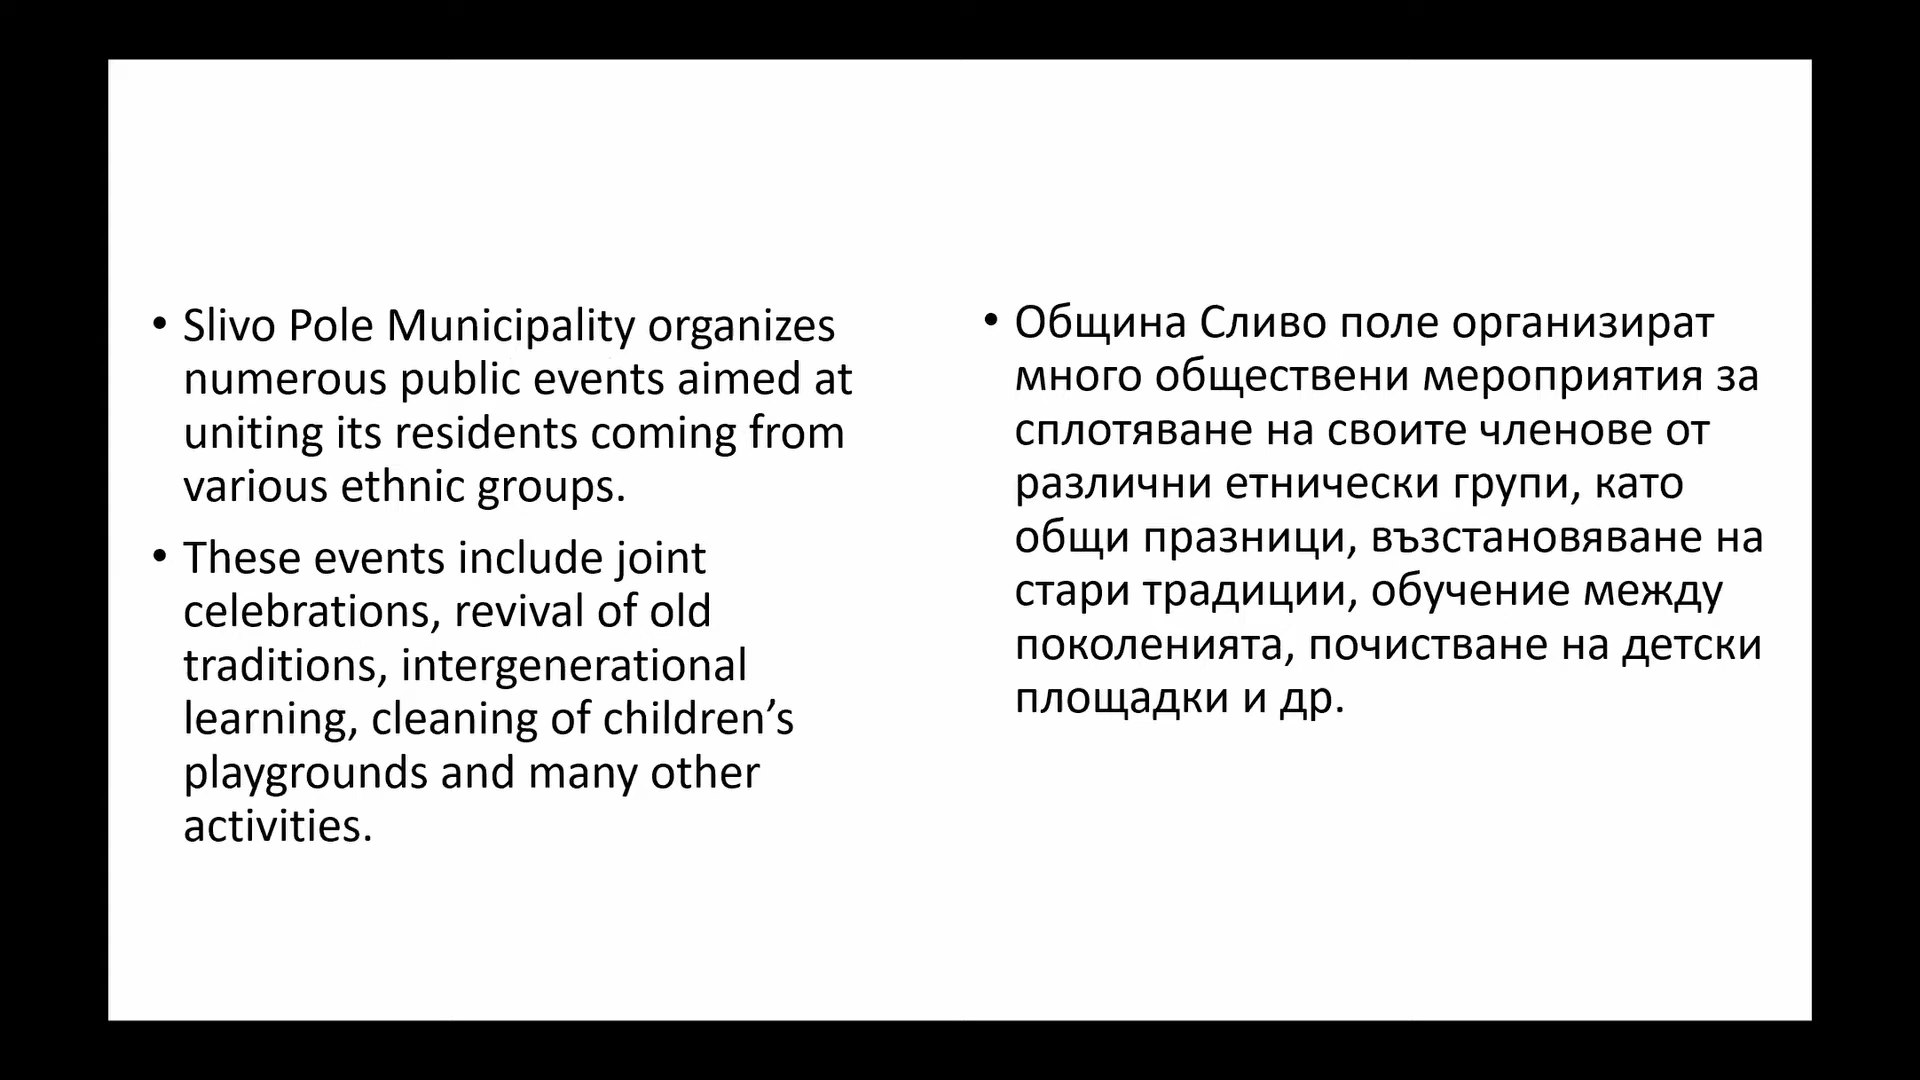 • Slivo Pole Municipality organizes
numerous public events aimed at
uniting its residents coming from
various ethnic groups.
• These events include joint
celebrations, revival of old
traditions, intergenerational
learning, cleaning of children’s
playgrounds and many other
activities.
• Община Сливо поле организират
много обществени мероприятия за
сплотяване на своите членове от
различни етнически групи, като
общи празници, възстановяване на
стари традиции, обучение между
поколенията, почистване на детски
площадки и др.